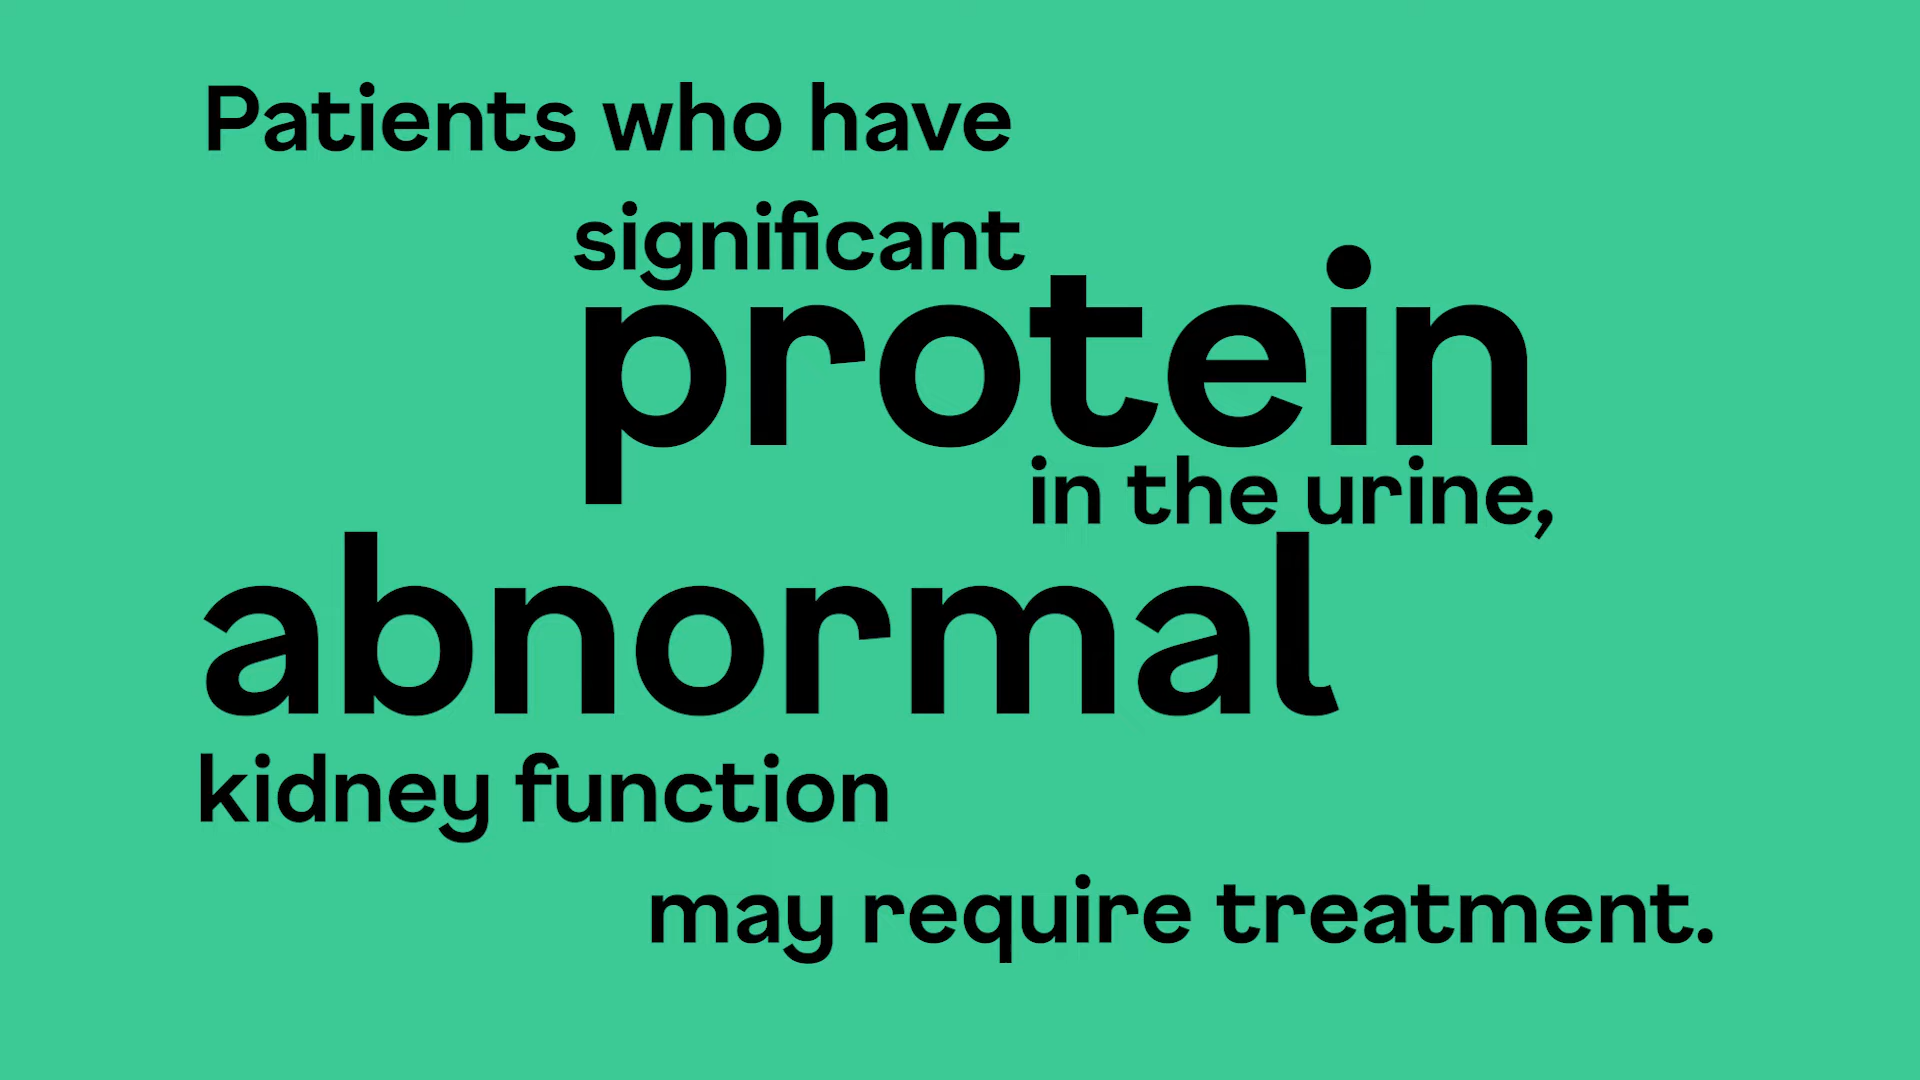 Patients who have
significant
protein
in the urine,
abnormal
kidney function
may require treatment.